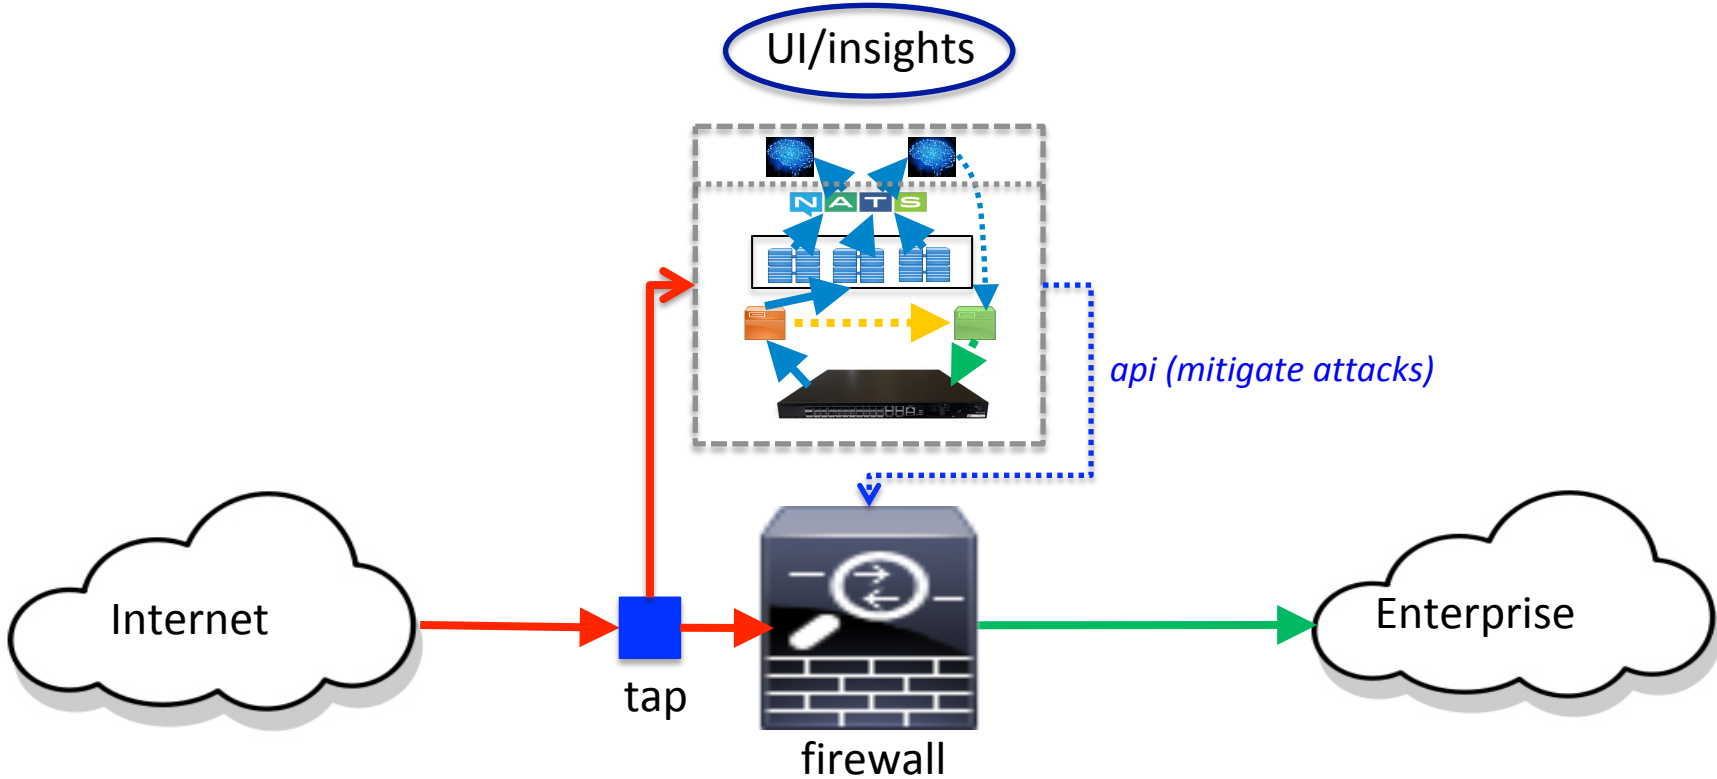 UI/insights
NATS
api (mitigate attacks)
Internet
Enterprise
tap
firewall